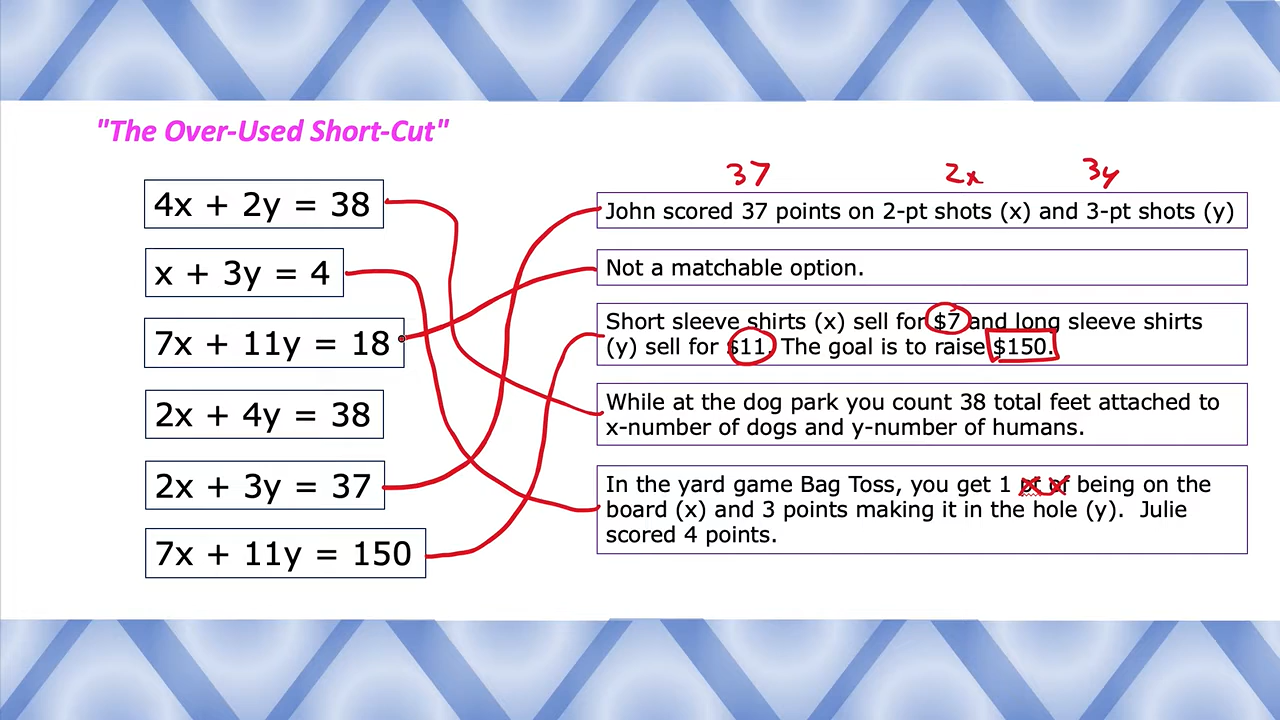 "The Over-Used Short-Cut"
4x + 2y = 38
x + 3y = 4
7x + 11y = 18
2x + 4y = 38
2x + 3y = 37
7x + 11y = 150
37 2x 3y
John scored 37 points on 2-pt shots (x) and 3-pt shots (y)
Not a matchable option.
Short sleeve shirts (x) sell for $7 and long sleeve shirts
(y) sell for $11. The goal is to raise $150.
While at the dog park you count 38 total feet attached to
x-number of dogs and y-number of humans.
In the yard game Bag Toss, you get 1 pt of being on the
board (x) and 3 points making it in the hole (y). Julie
scored 4 points.